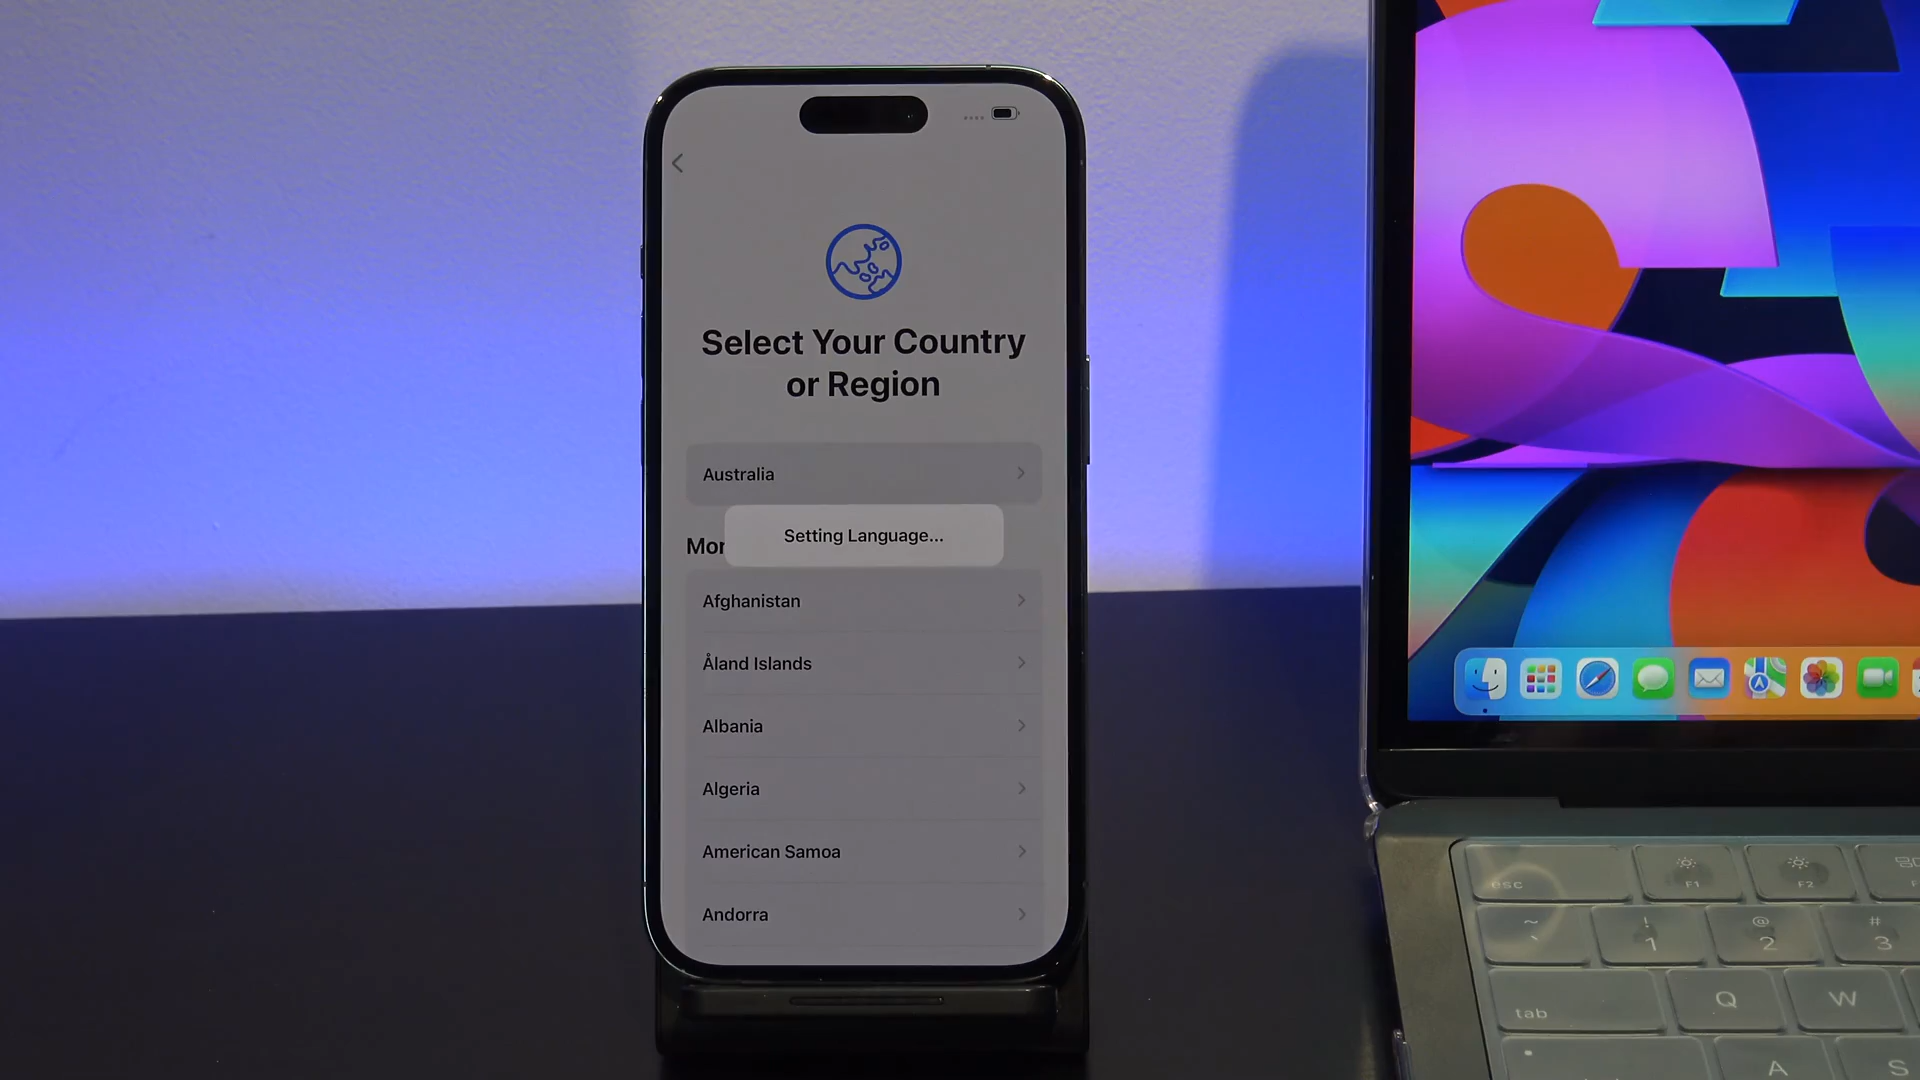 Select Your Country
or Region
Australia
Setting Language...
Mor
Afghanistan
Åland Islands
Albania
Algeria
American Samoa
Andorra
esc
F1
F2
~
`
!
1
@
2
#
3
tab
Q
W
A
S